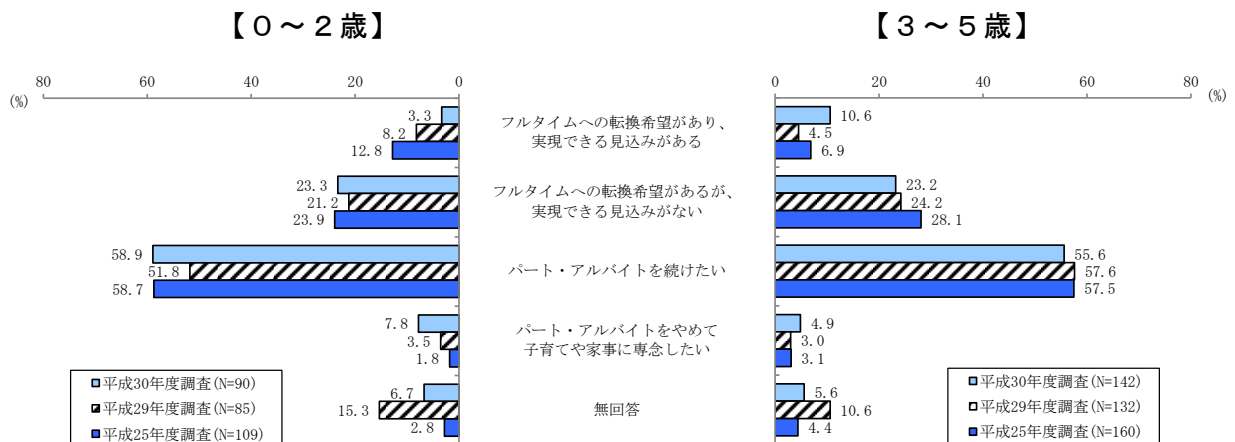 【0～2歳】
【3～5歳】
80 60 40 20 0
0 20 40 60 80
(%)
(%)
3.3
8.2
12.8
フルタイムへの転換希望があり、
実現できる見込みがある
10.6
4.5
6.9
23.3
21.2
23.9
フルタイムへの転換希望があるが、
実現できる見込みがない
23.2
24.2
28.1
58.9
51.8
58.7
パート・アルバイトを続けたい
55.6
57.6
57.5
7.8
3.5
1.8
パート・アルバイトをやめて
子育てや家事に専念したい
4.9
3.0
3.1
6.7
15.3
2.8
無回答
5.6
10.6
4.4
平成30年度調査(N=90)
平成29年度調査(N=85)
平成25年度調査(N=109)
平成30年度調査(N=142)
平成29年度調査(N=132)
平成25年度調査(N=160)